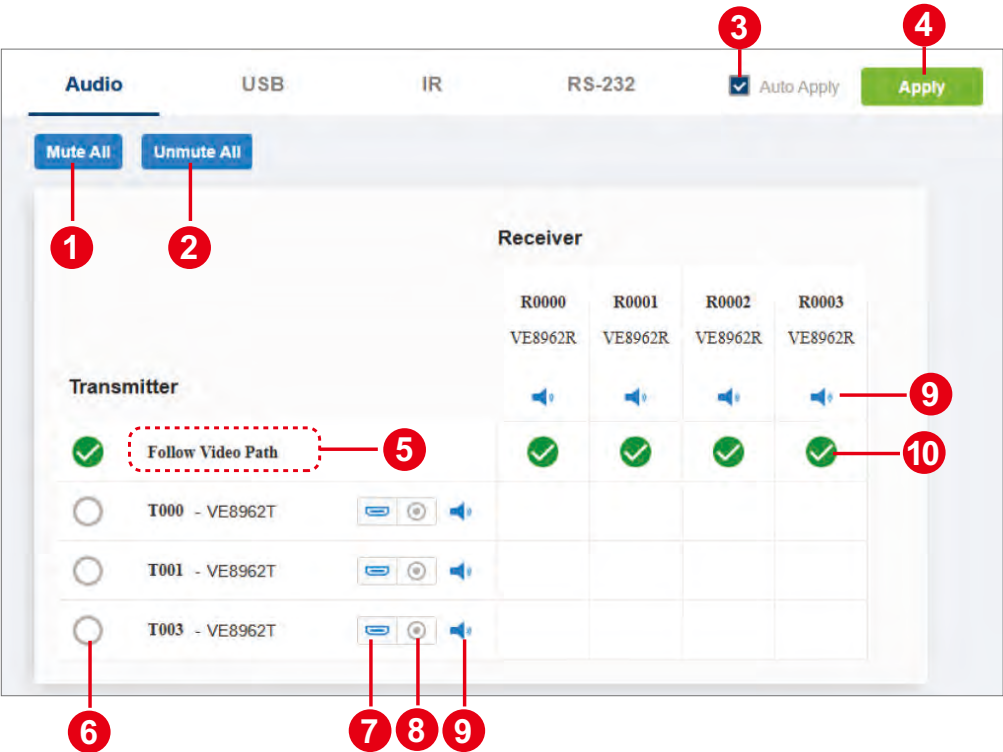 3 4
Audio USB IR RS-232 Auto Apply Apply
Mute All Unmute All
1 2
Receiver
R0000 R0001 R0002 R0003
VE8962R VE8962R VE8962R VE8962R
Transmitter
9
Follow Video Path 5 10
T000 - VE8962T
T001 - VE8962T
T003 - VE8962T
6 7 8 9